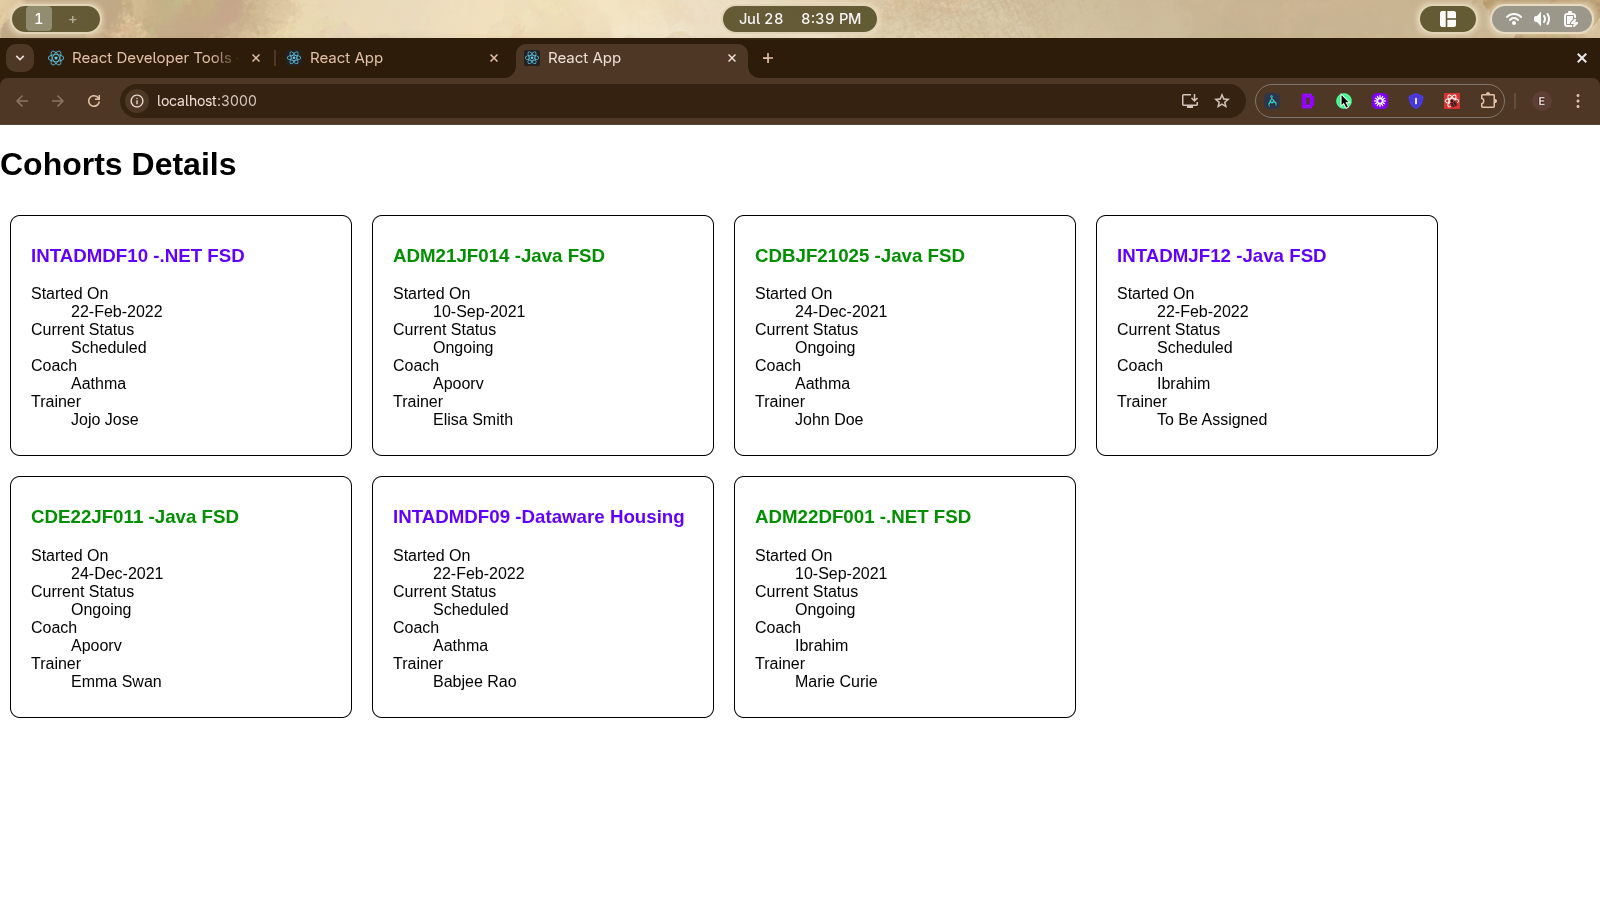 1 +
Jul 28 8:39 PM
React Developer Tools
React App
React App
localhost:3000
E
Cohorts Details
INTADMDF10 -.NET FSD
Started On
22-Feb-2022
Current Status
Scheduled
Coach
Aathma
Trainer
Jojo Jose
ADM21JF014 -Java FSD
Started On
10-Sep-2021
Current Status
Ongoing
Coach
Apoorv
Trainer
Elisa Smith
CDBJF21025 -Java FSD
Started On
24-Dec-2021
Current Status
Ongoing
Coach
Aathma
Trainer
John Doe
INTADMJF12 -Java FSD
Started On
22-Feb-2022
Current Status
Scheduled
Coach
Ibrahim
Trainer
To Be Assigned
CDE22JF011 -Java FSD
Started On
24-Dec-2021
Current Status
Ongoing
Coach
Apoorv
Trainer
Emma Swan
INTADMDF09 -Dataware Housing
Started On
22-Feb-2022
Current Status
Scheduled
Coach
Aathma
Trainer
Babjee Rao
ADM22DF001 -.NET FSD
Started On
10-Sep-2021
Current Status
Ongoing
Coach
Ibrahim
Trainer
Marie Curie